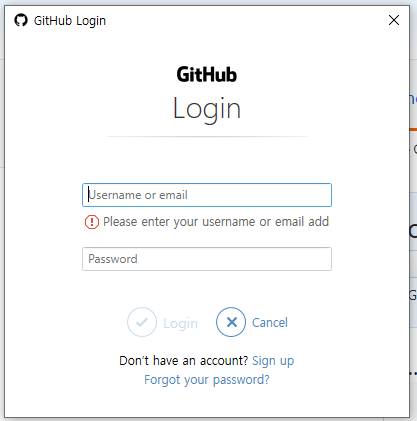 GitHub Login
GitHub
Login
Username or email
Please enter your username or email add
Password
Login Cancel
Don't have an account? Sign up
Forgot your password?